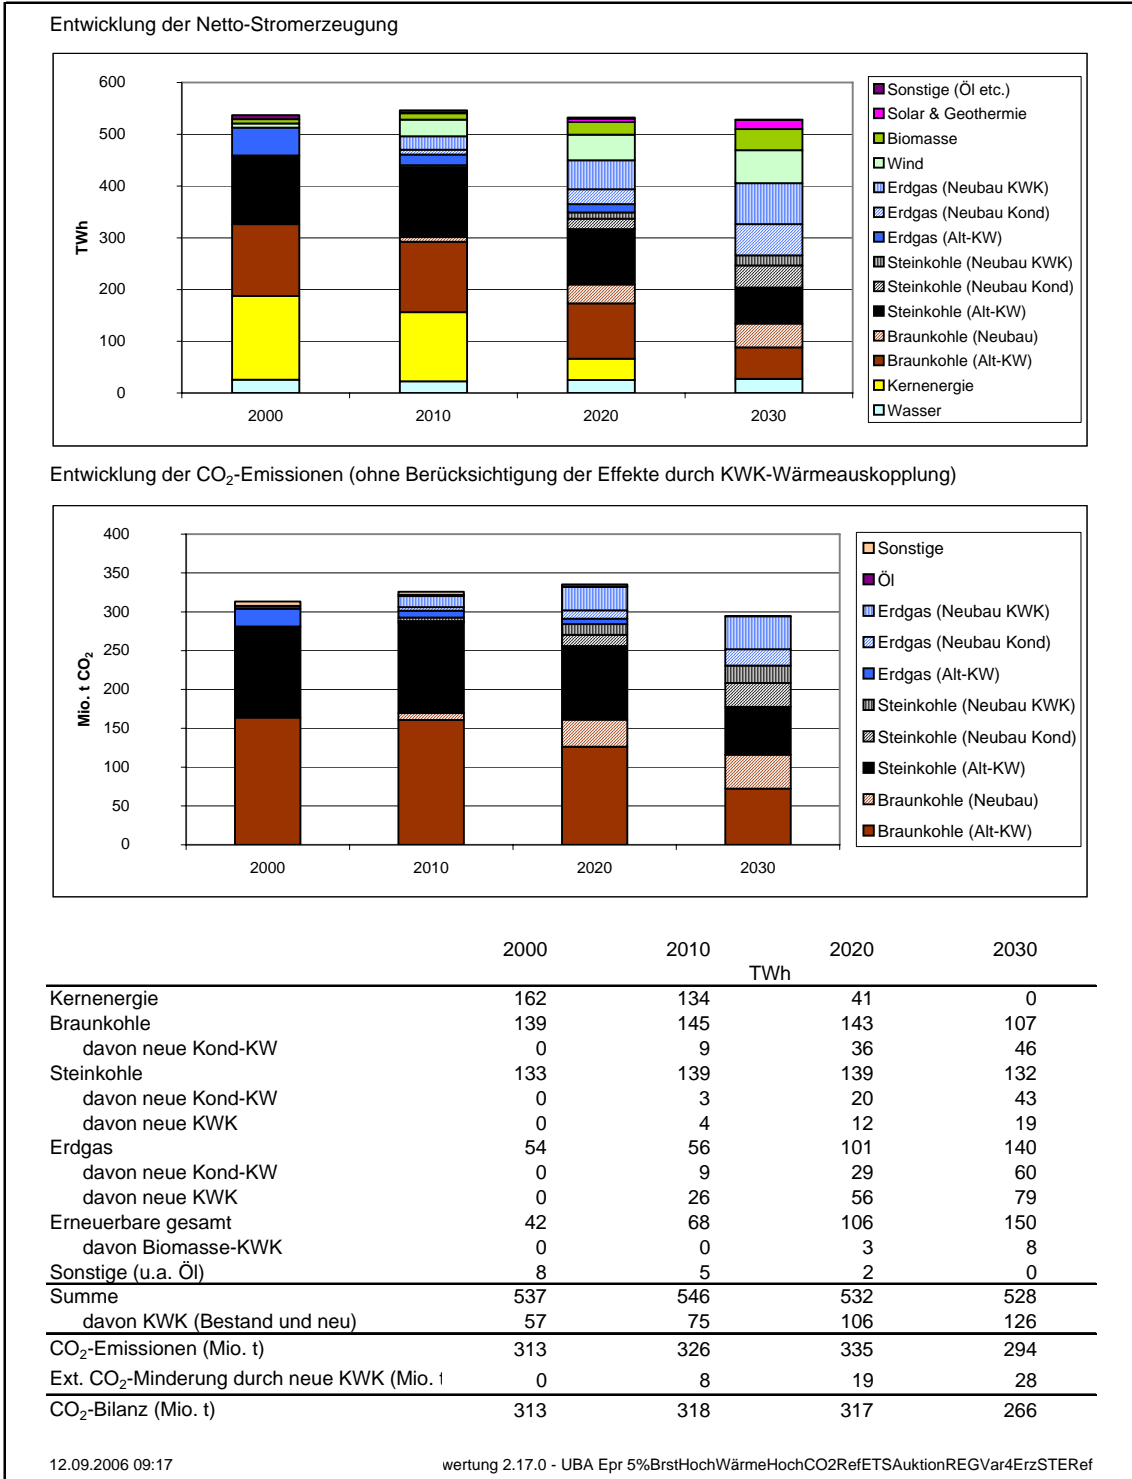 Entwicklung der Netto-Stromerzeugung
600
500
400
300
200
100
0
TWh
2000 2010 2020 2030
Sonstige (Öl etc.)
Solar & Geothermie
Biomasse
Wind
Erdgas (Neubau KWK)
Erdgas (Neubau Kond)
Erdgas (Alt-KW)
Steinkohle (Neubau KWK)
Steinkohle (Neubau Kond)
Steinkohle (Alt-KW)
Braunkohle (Neubau)
Braunkohle (Alt-KW)
Kernenergie
Wasser
Entwicklung der CO₂-Emissionen (ohne Berücksichtigung der Effekte durch KWK-Wärmeauskopplung)
400
350
300
250
200
150
100
50
0
Mio. t CO₂
2000 2010 2020 2030
Sonstige
Öl
Erdgas (Neubau KWK)
Erdgas (Neubau Kond)
Erdgas (Alt-KW)
Steinkohle (Neubau KWK)
Steinkohle (Neubau Kond)
Steinkohle (Alt-KW)
Braunkohle (Neubau)
Braunkohle (Alt-KW)
2000 2010 2020 2030
TWh
Kernenergie 162 134 41 0
Braunkohle 139 145 143 107
davon neue Kond-KW 0 9 36 46
Steinkohle 133 139 139 132
davon neue Kond-KW 0 3 20 43
davon neue KWK 0 4 12 19
Erdgas 54 56 101 140
davon neue Kond-KW 0 9 29 60
davon neue KWK 0 26 56 79
Erneuerbare gesamt 42 68 106 150
davon Biomasse-KWK 0 0 3 8
Sonstige (u.a. Öl) 8 5 2 0
Summe 537 546 532 528
davon KWK (Bestand und neu) 57 75 106 126
CO₂-Emissionen (Mio. t) 313 326 335 294
Ext. CO₂-Minderung durch neue KWK (Mio. t 0 8 19 28
CO₂-Bilanz (Mio. t) 313 318 317 266
12.09.2006 09:17 wertung 2.17.0 - UBA Epr 5%BrstHochWärmeHochCO2RefETSAuktionREGVar4ErzSTERef